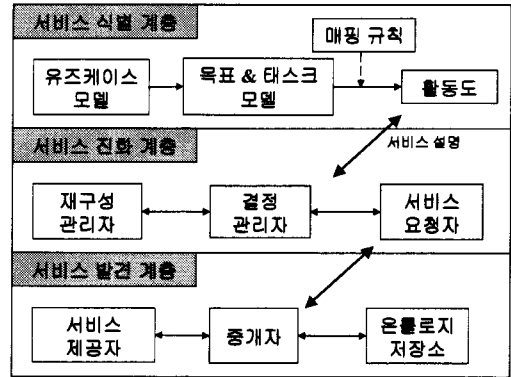 서비스 식별 계층
매핑 규칙
유즈케이스
모델
목표 & 태스크
모델
활동도
서비스 진화 계층
서비스 설명
재구성
관리자
결정
관리자
서비스
요청자
서비스 발견 계층
서비스
제공자
중개자
온톨로지
저장소